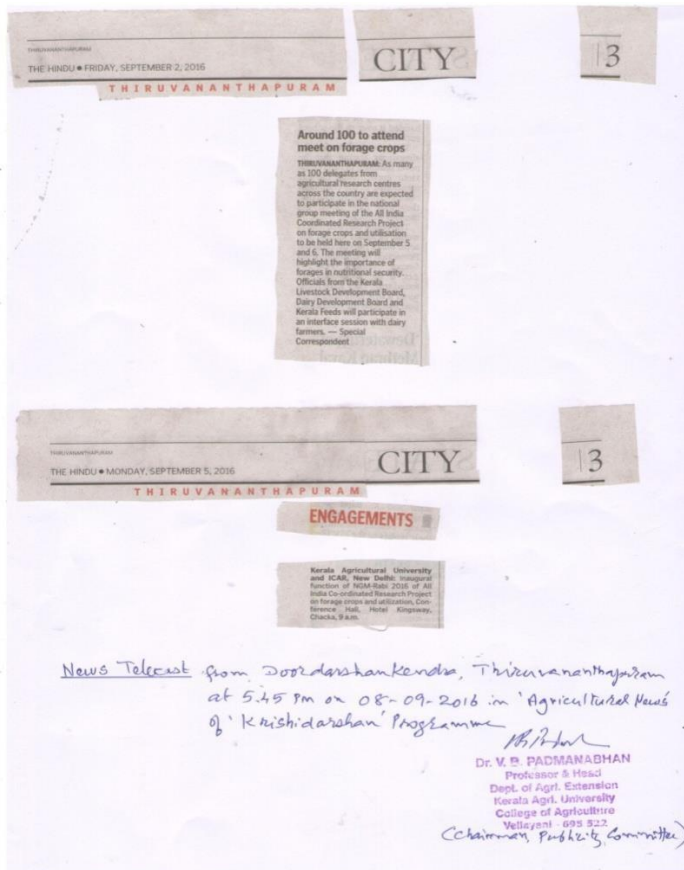 THIRUVANANTHAPURAM
THE HINDU ● FRIDAY, SEPTEMBER 2, 2016
CITY
3
THIRUVANANTHAPURAM
Around 100 to attend
meet on forage crops
THIRUVANANTHAPURAM: As many
as 100 delegates from
agricultural research centres
across the country are expected
to participate in the national
group meeting of the All India
Coordinated Research Project
on forage crops and utilisation
to be held here on September 5
and 6. The meeting will
highlight the importance of
forages in nutritional security.
Officials from the Kerala
Livestock Development Board,
Dairy Development Board and
Kerala Feeds will participate in
an interface session with dairy
farmers. — Special
Correspondent
THIRUVANANTHAPURAM
THE HINDU ● MONDAY, SEPTEMBER 5, 2016
CITY
3
THIRUVANANTHAPURAM
ENGAGEMENTS
Kerala Agricultural University
and ICAR, New Delhi: Inaugural
function of NGM-Rabi 2016 of All
India Co-ordinated Research Project
on forage crops and utilization, Con-
ference Hall, Hotel Kingsway,
Chacka, 9 a.m.
News Telecast from Doordarshan Kendra, Thiruvananthapuram
at 5.45 Pm on 08-09-2016 in 'Agricultural News'
of 'Krishidarshan' Programme
Dr. V. B. PADMANABHAN
Professor & Head
Dept. of Agrl. Extension
Kerala Agrl. University
College of Agriculture
Vellayani - 695 522
(Chairman, Publicity Committee)